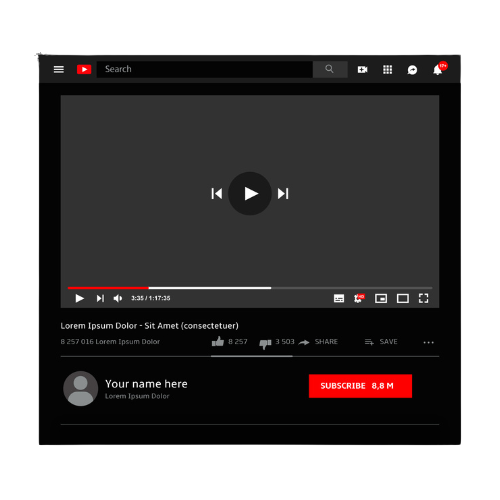 Search
3:35 / 1:17:35
Lorem Ipsum Dolor - Sit Amet (consectetuer)
8 257 016 Lorem Ipsum Dolor 8 257 3 503 SHARE SAVE
Your name here
Lorem Ipsum Dolor
SUBSCRIBE 8,8 M